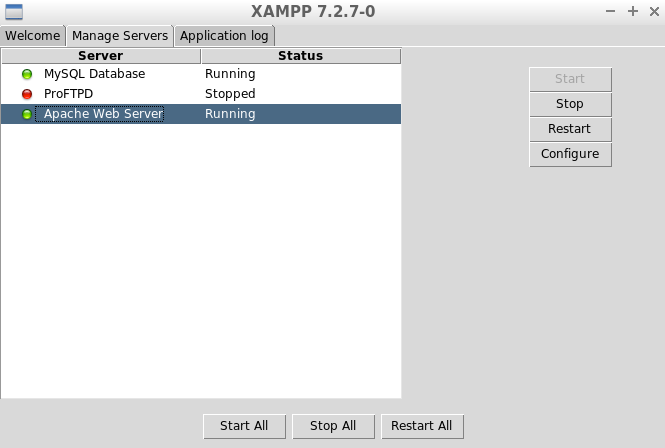 XAMPP 7.2.7-0
Welcome Manage Servers Application log
Server Status
MySQL Database Running
ProFTPD Stopped
Apache Web Server Running
Start
Stop
Restart
Configure
Start All Stop All Restart All